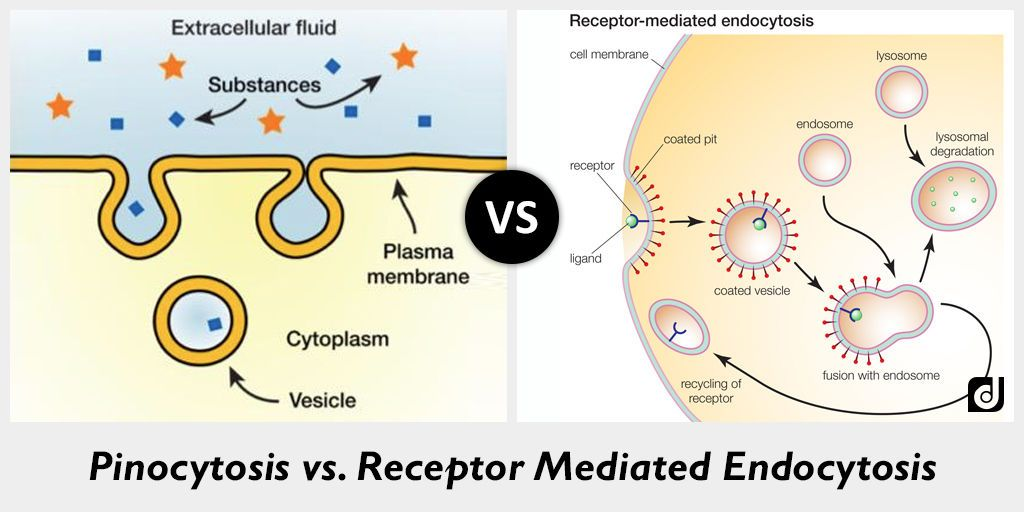 Extracellular fluid
Substances
Plasma
membrane
Cytoplasm
Vesicle
VS
Receptor-mediated endocytosis
cell membrane
lysosome
endosome
coated pit
lysosomal
degradation
receptor
ligand
coated vesicle
fusion with endosome
recycling of
receptor
d
Pinocytosis vs. Receptor Mediated Endocytosis